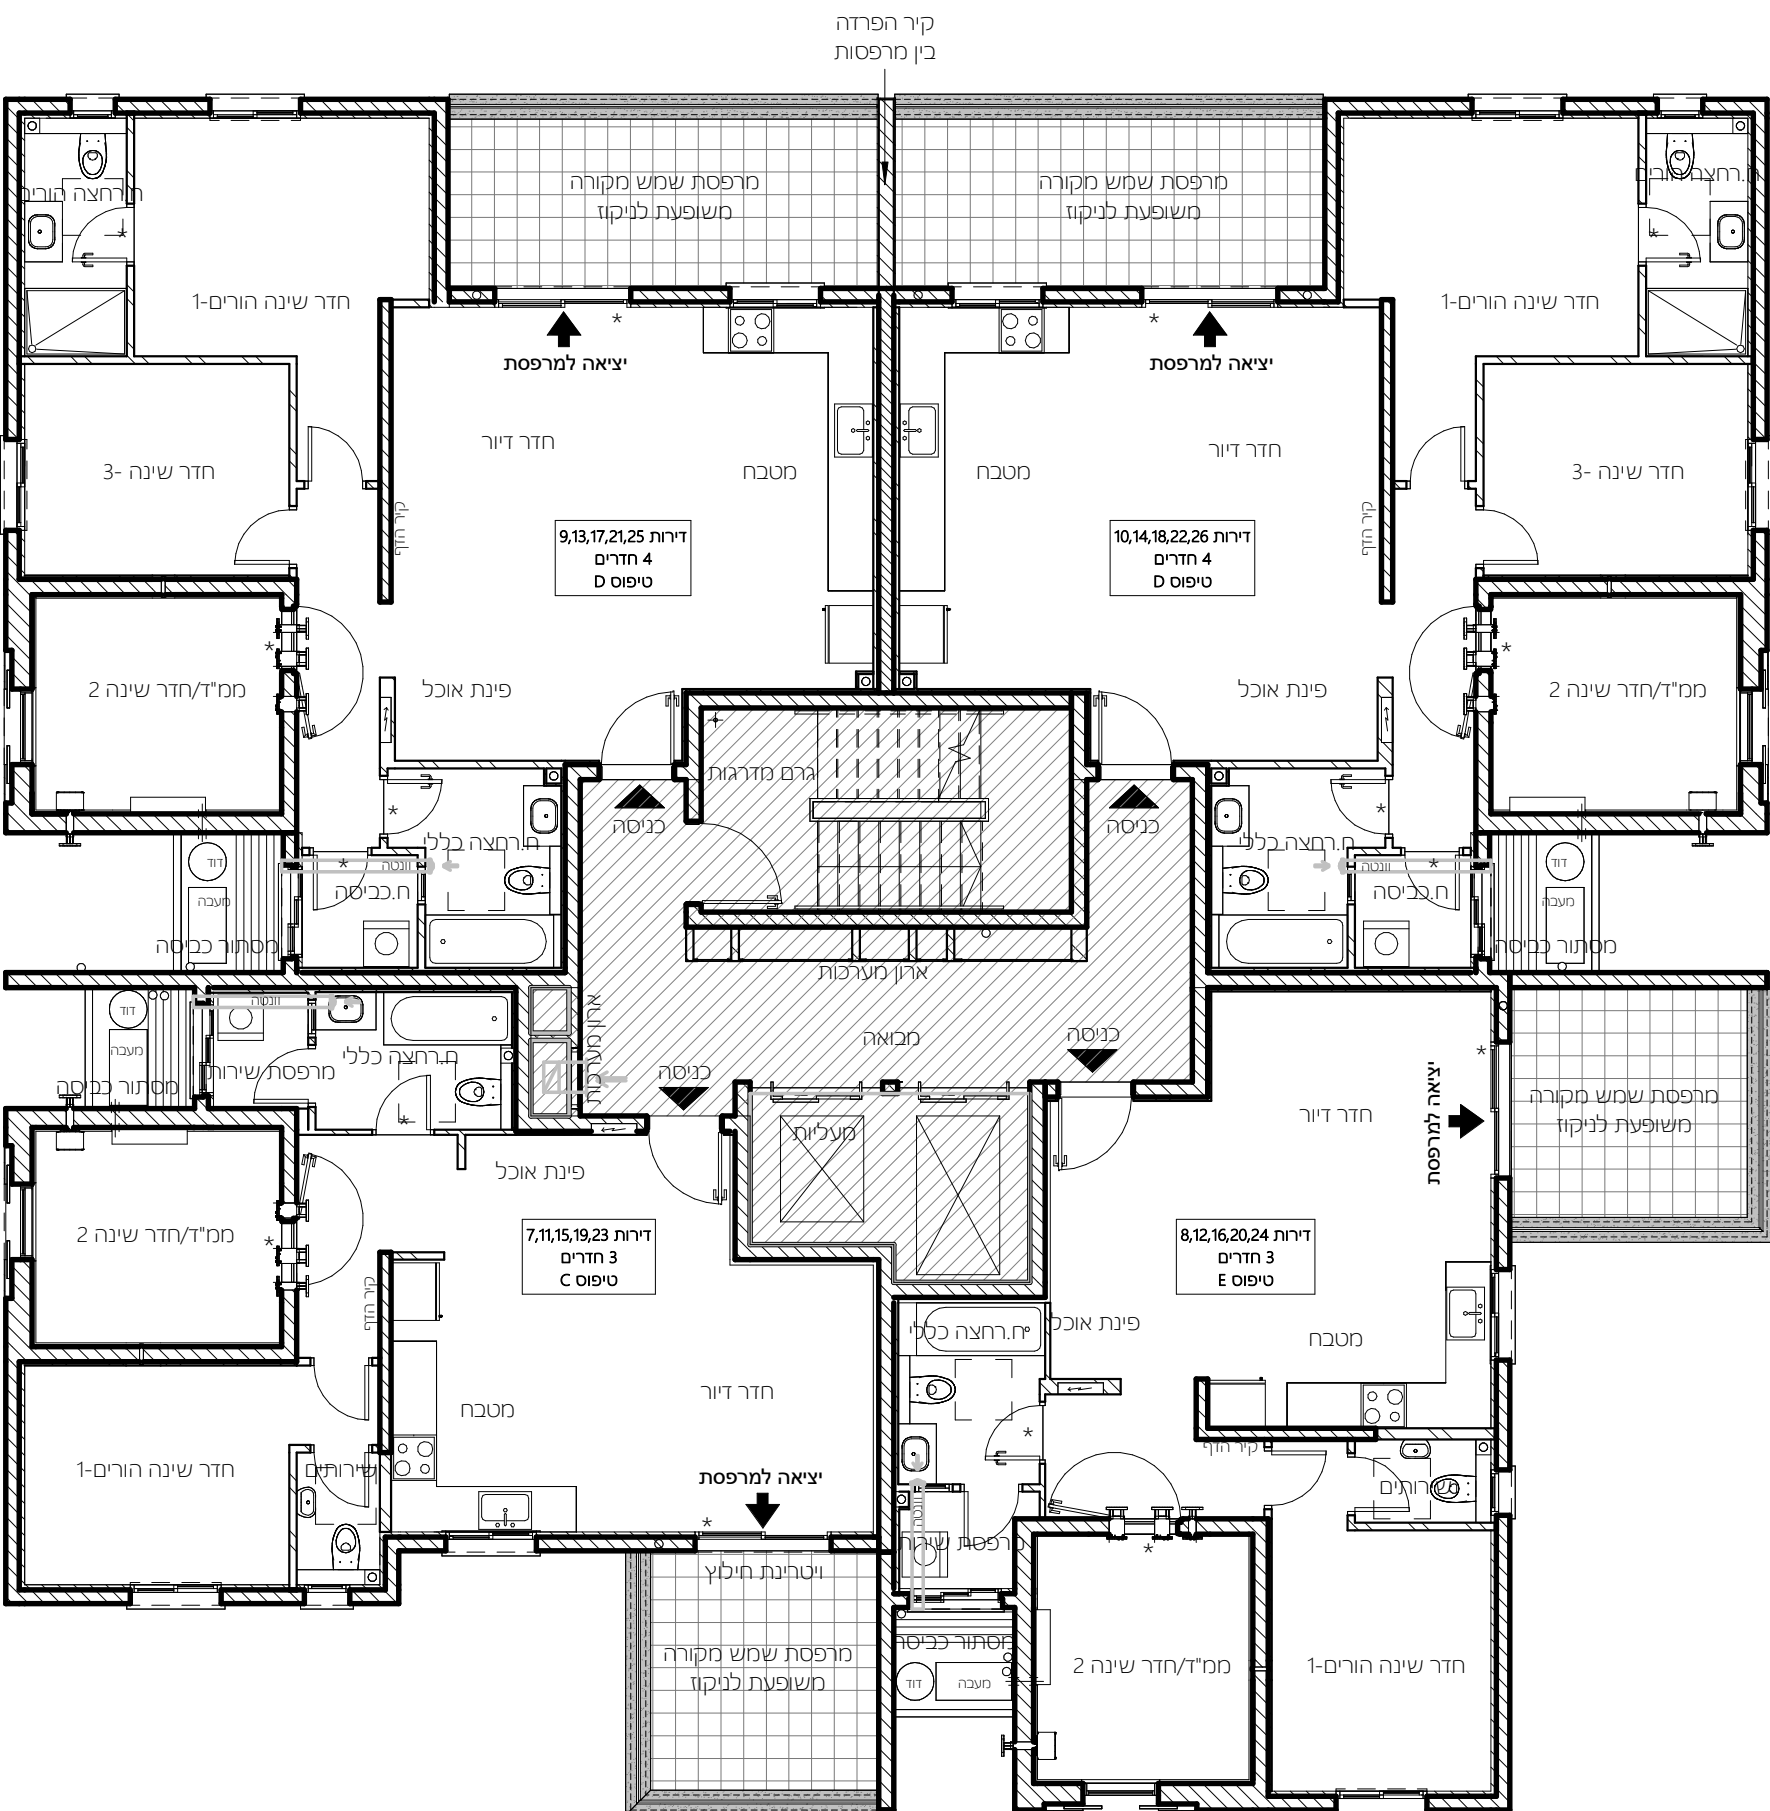 קיר הפרדה
בין מרפסות
מרפסת שמש מקורה
משופעת לניקוז
מרפסת שמש מקורה
משופעת לניקוז
ח.רחצה הורים
ח.רחצה הורים
חדר שינה הורים-1
חדר שינה הורים-1
יציאה למרפסת
יציאה למרפסת
חדר שינה -3
חדר דיור
מטבח
מטבח
חדר דיור
חדר שינה -3
קיר הדף
קיר הדף
דירות 9,13,17,21,25
4 חדרים
טיפוס D
דירות 10,14,18,22,26
4 חדרים
טיפוס D
ממ"ד/חדר שינה 2
פינת אוכל
פינת אוכל
ממ"ד/חדר שינה 2
גרם מדרגות
כניסה
כניסה
ח.רחצה כללי
ח.רחצה כללי
דוד
וונטה
וונטה
דוד
מעבה
ח.כביסה
ח.כביסה
מעבה
מסתור כביסה
מסתור כביסה
ארון מערכות
ארון מערכות
מבואה
כניסה
כניסה
דוד
וונטה
מעבה
ח.רחצה כללי
מרפסת שירות
מסתור כביסה
מעליות
חדר דיור
יציאה למרפסת
מרפסת שמש מקורה
משופעת לניקוז
פינת אוכל
ממ"ד/חדר שינה 2
דירות 7,11,15,19,23
3 חדרים
טיפוס C
דירות 8,12,16,20,24
3 חדרים
טיפוס E
קיר הדף
ח.רחצה כללי
פינת אוכל
מטבח
חדר דיור
מטבח
חדר שינה הורים-1
שירותים
יציאה למרפסת
קיר הדף
שירותים
וונטה
מרפסת שירות
ויטרינת חילוץ
מרפסת שמש מקורה
משופעת לניקוז
מסתור כביסה
דוד
מעבה
ממ"ד/חדר שינה 2
חדר שינה הורים-1